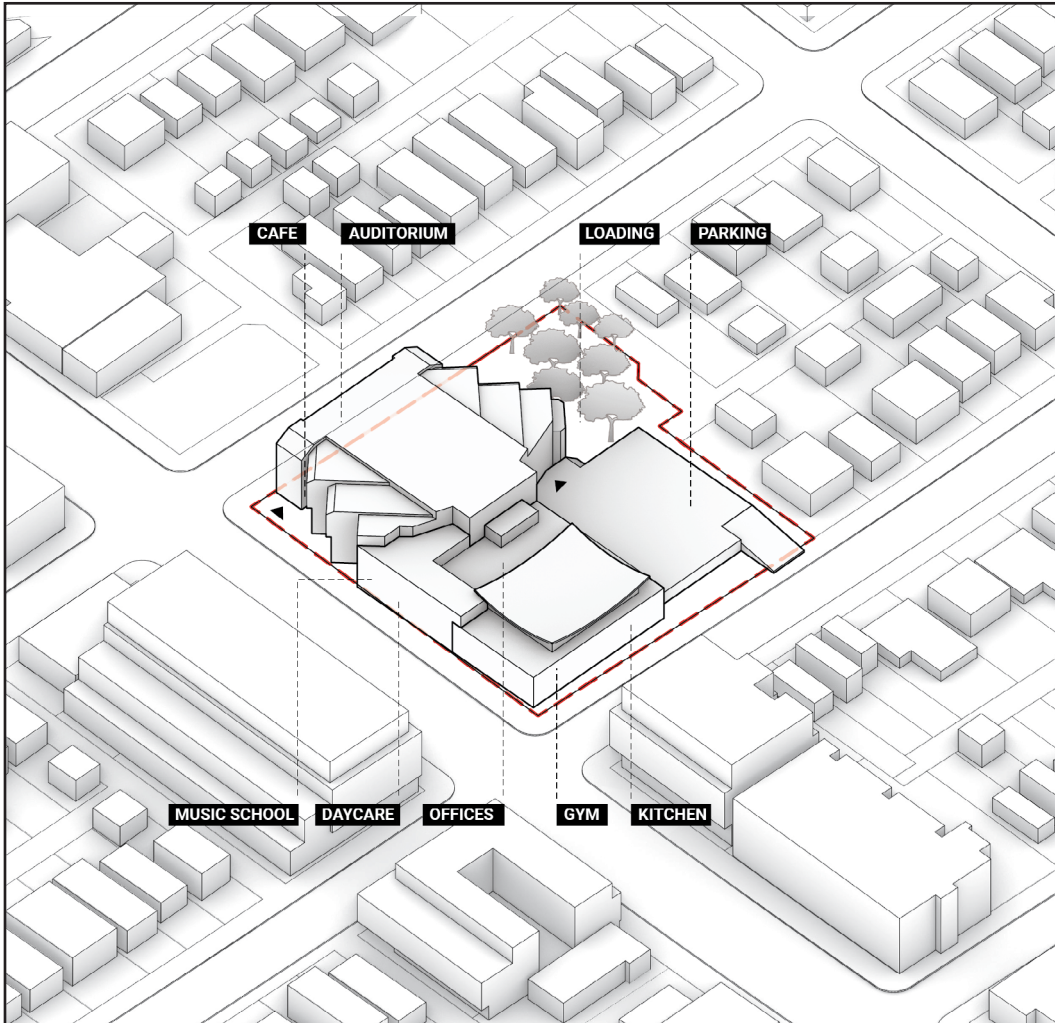 CAFE
AUDITORIUM
LOADING
PARKING
MUSIC SCHOOL
DAYCARE
OFFICES
GYM
KITCHEN